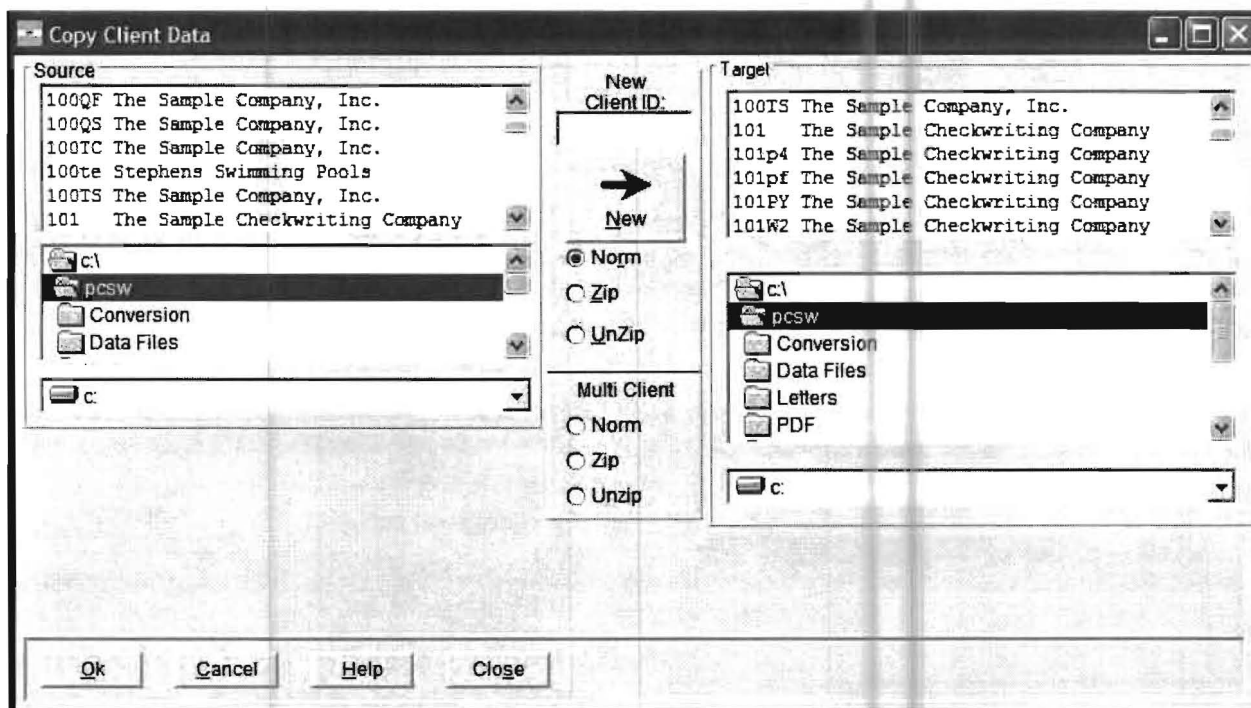 Copy Client Data
Source
100QF The Sample Company, Inc.
100QS The Sample Company, Inc.
100TC The Sample Company, Inc.
100te Stephens Swimming Pools
100TS The Sample Company, Inc.
101 The Sample Checkwriting Company
c:\
pcsw
Conversion
Data Files
c:
New
Client ID:
New
Norm
Zip
UnZip
Multi Client
Norm
Zip
Unzip
Target
100TS The Sample Company, Inc.
101 The Sample Checkwriting Company
101p4 The Sample Checkwriting Company
101pf The Sample Checkwriting Company
101PY The Sample Checkwriting Company
101W2 The Sample Checkwriting Company
c:\
pcsw
Conversion
Data Files
Letters
PDF
c:
Ok
Cancel
Help
Close